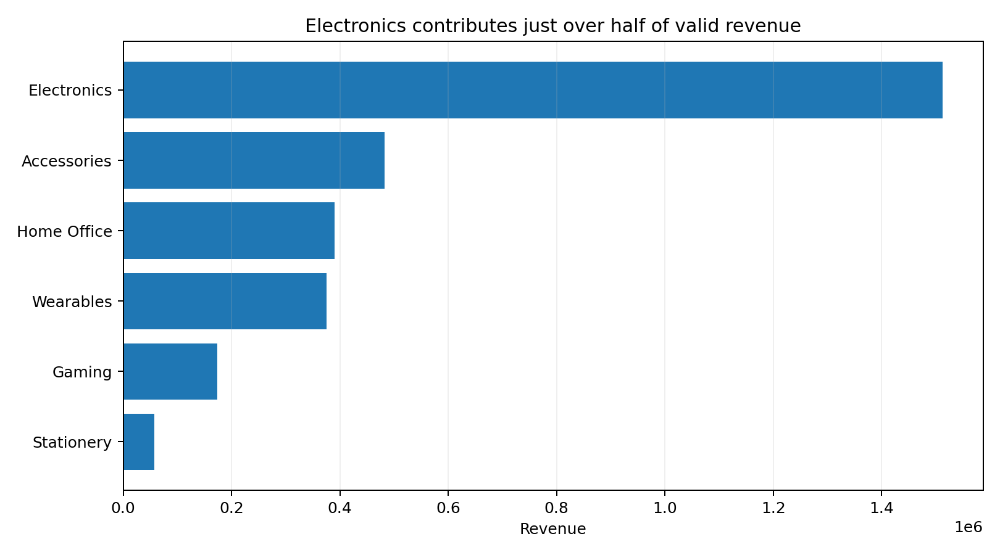 Electronics contributes just over half of valid revenue
Electronics
Accessories
Home Office
Wearables
Gaming
Stationery
0.0 0.2 0.4 0.6 0.8 1.0 1.2 1.4
Revenue
1e6